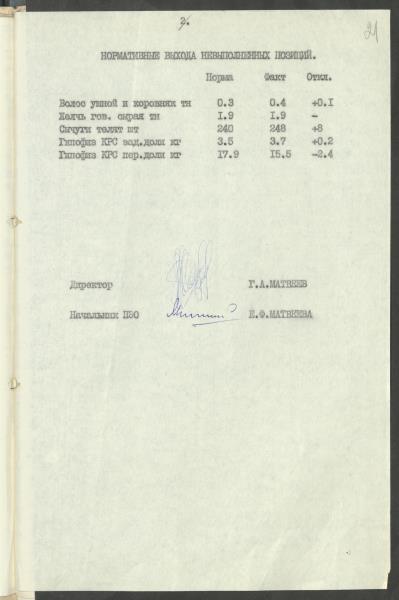 2.
21
НОРМАТИВНЫЕ ВЫХОДА НЕВЫПОЛНЕННЫХ ПОЗИЦИЙ.
Норма Факт Откл.
Волос ушной и коровняк тн 0.3 0.4 +0.1
Желчь гов. сырая тн 1.9 1.9 -
Сычуги телят шт 240 248 +8
Гипофиз КРС зад.доли кг 3.5 3.7 +0.2
Гипофиз КРС пер.доли кг 17.9 15.5 -2.4
Директор Г.А.МАТВЕЕВ
Начальник ПЭО Е.Ф.МАТВЕЕВА